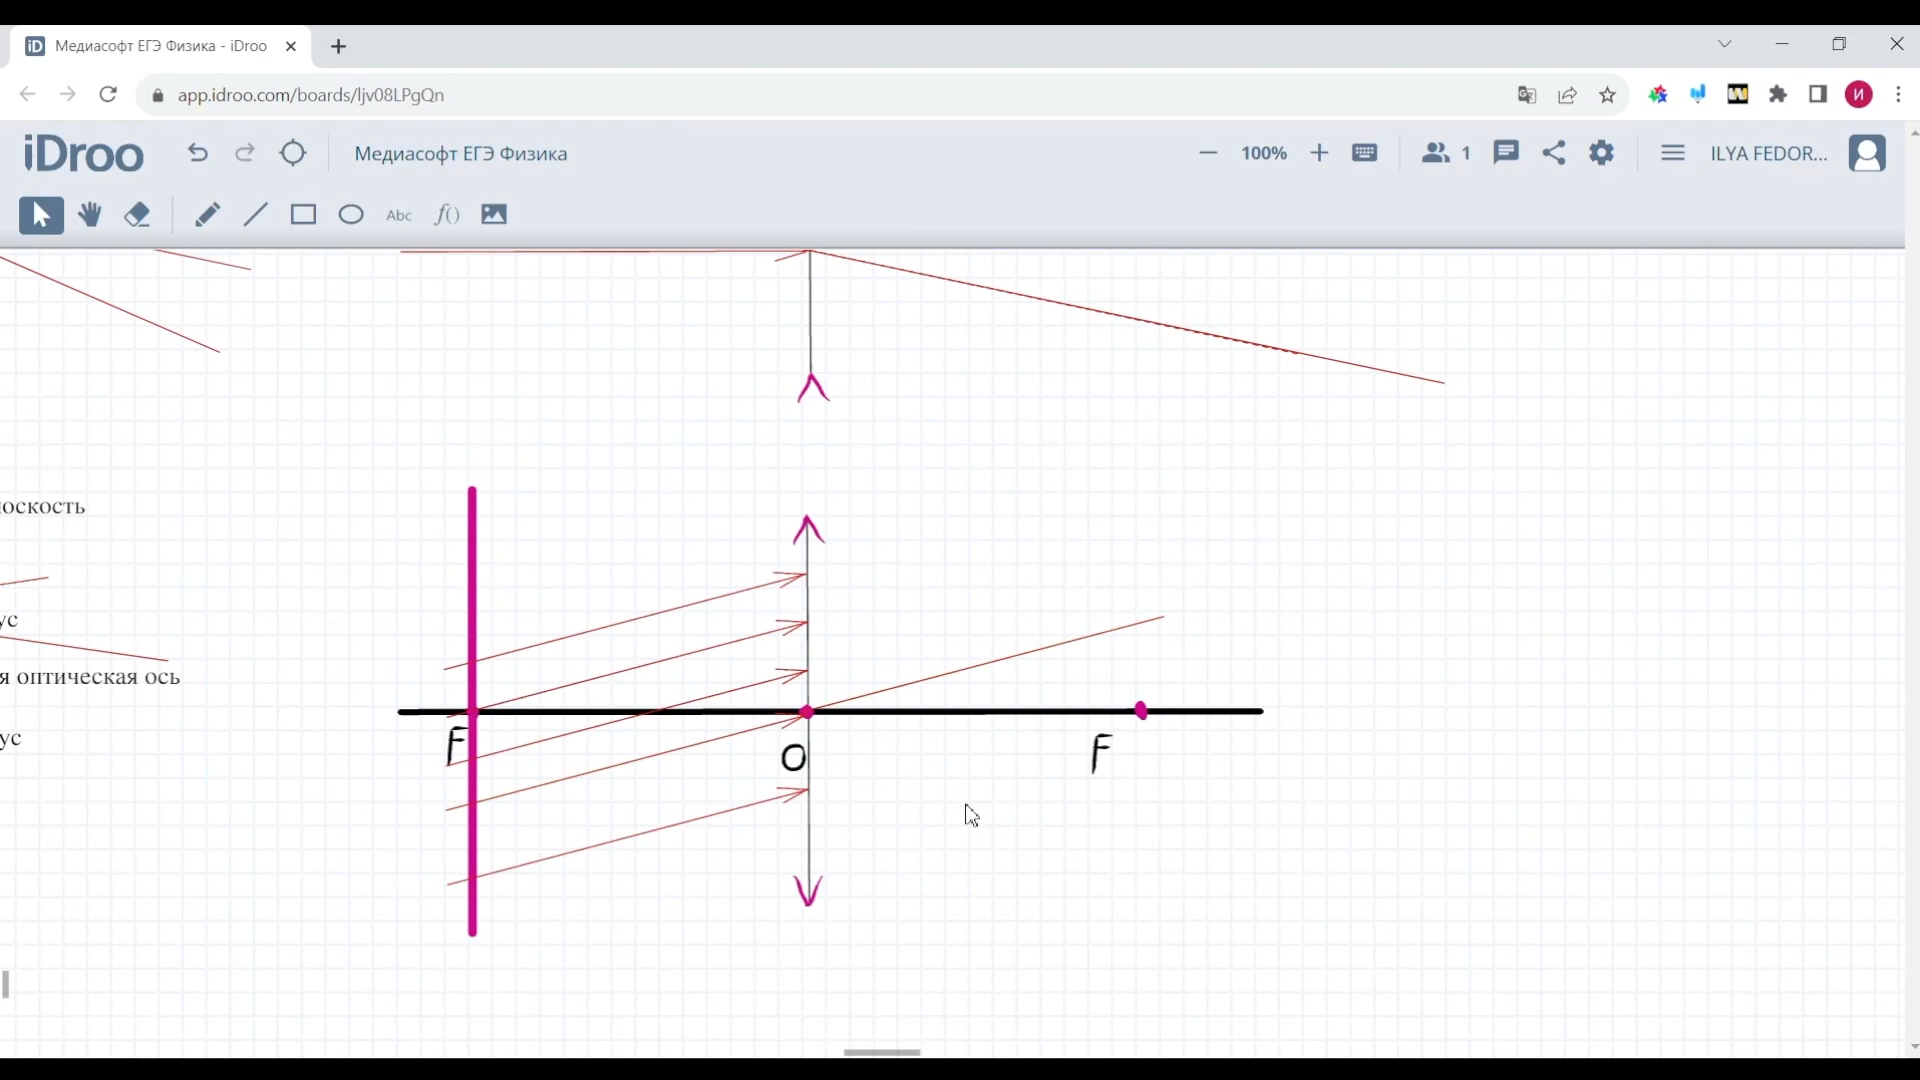 Медиасофт ЕГЭ Физика - iDroo
app.idroo.com/boards/ljv08LPgQn
iDroo
Медиасофт ЕГЭ Физика
100%
1
ILYA FEDOR...
Abc
f()
оскость
ус
я оптическая ось
ус
F
O
F